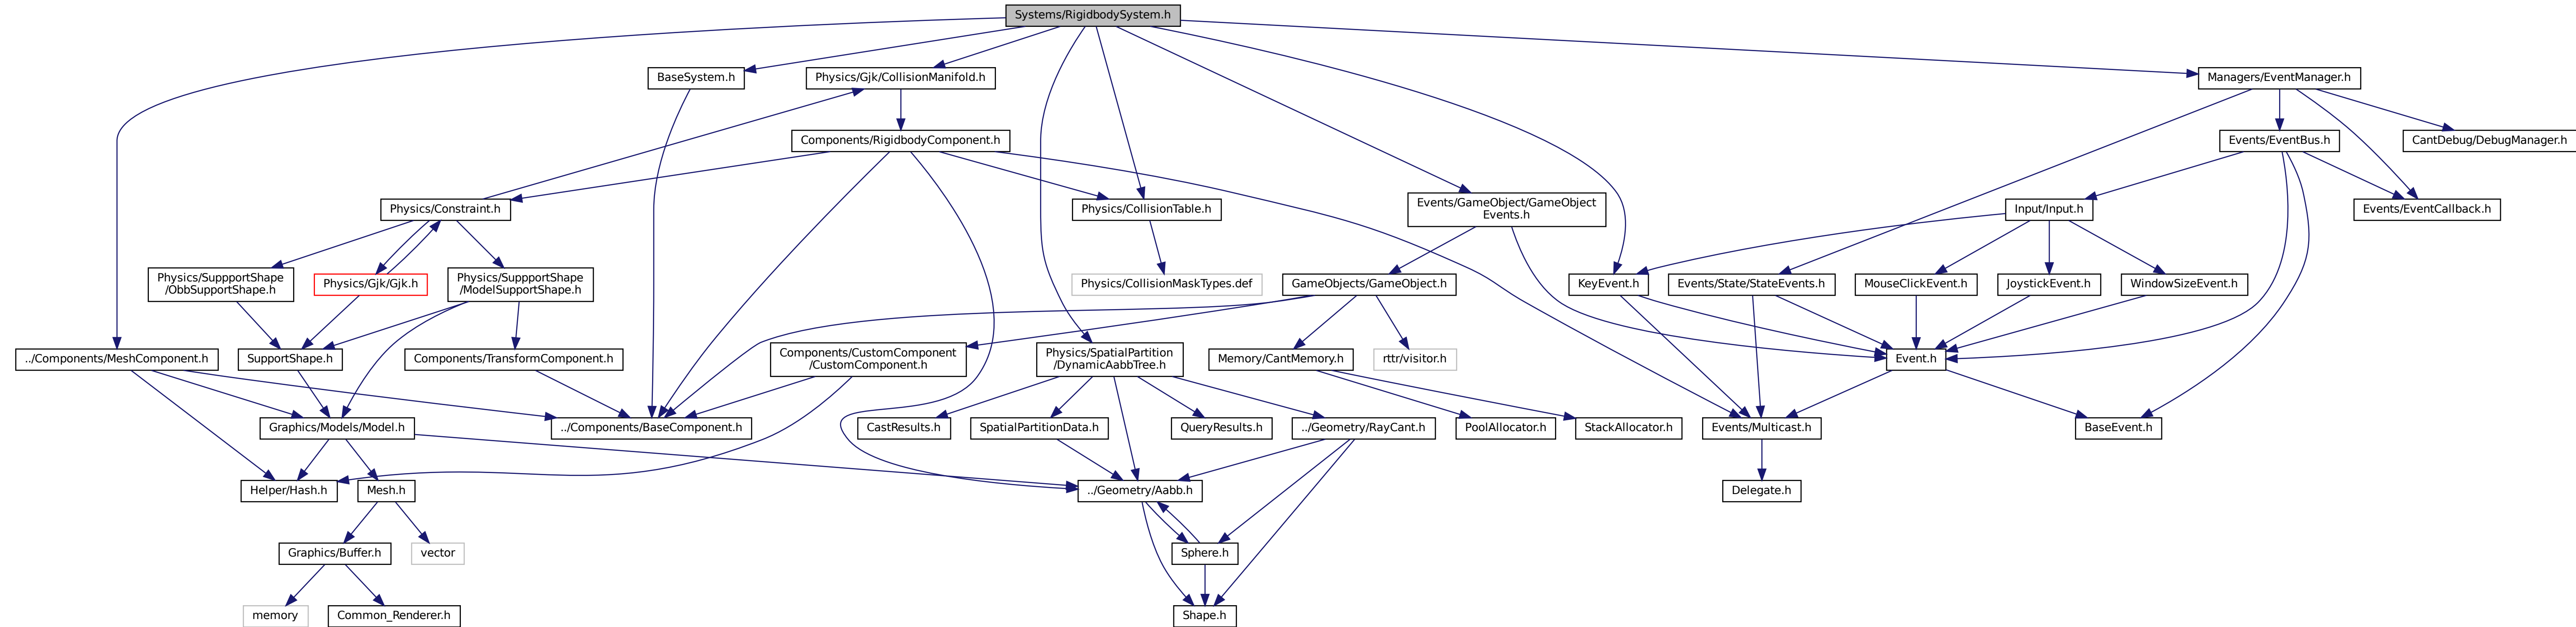 Systems/RigidbodySystem.h
BaseSystem.h
Physics/Gjk/CollisionManifold.h
Managers/EventManager.h
Components/RigidbodyComponent.h
Events/EventBus.h
CantDebug/DebugManager.h
Physics/Constraint.h
Physics/CollisionTable.h
Events/GameObject/GameObject
Events.h
Input/Input.h
Events/EventCallback.h
Physics/SuppportShape
/ObbSupportShape.h
Physics/Gjk/Gjk.h
Physics/SuppportShape
/ModelSupportShape.h
Physics/CollisionMaskTypes.def
GameObjects/GameObject.h
KeyEvent.h
Events/State/StateEvents.h
MouseClickEvent.h
JoystickEvent.h
WindowSizeEvent.h
../Components/MeshComponent.h
SupportShape.h
Components/TransformComponent.h
Components/CustomComponent
/CustomComponent.h
Physics/SpatialPartition
/DynamicAabbTree.h
Memory/CantMemory.h
rttr/visitor.h
Event.h
Graphics/Models/Model.h
../Components/BaseComponent.h
CastResults.h
SpatialPartitionData.h
QueryResults.h
../Geometry/RayCant.h
PoolAllocator.h
StackAllocator.h
Events/Multicast.h
BaseEvent.h
Helper/Hash.h
Mesh.h
../Geometry/Aabb.h
Delegate.h
Graphics/Buffer.h
vector
Sphere.h
memory
Common_Renderer.h
Shape.h